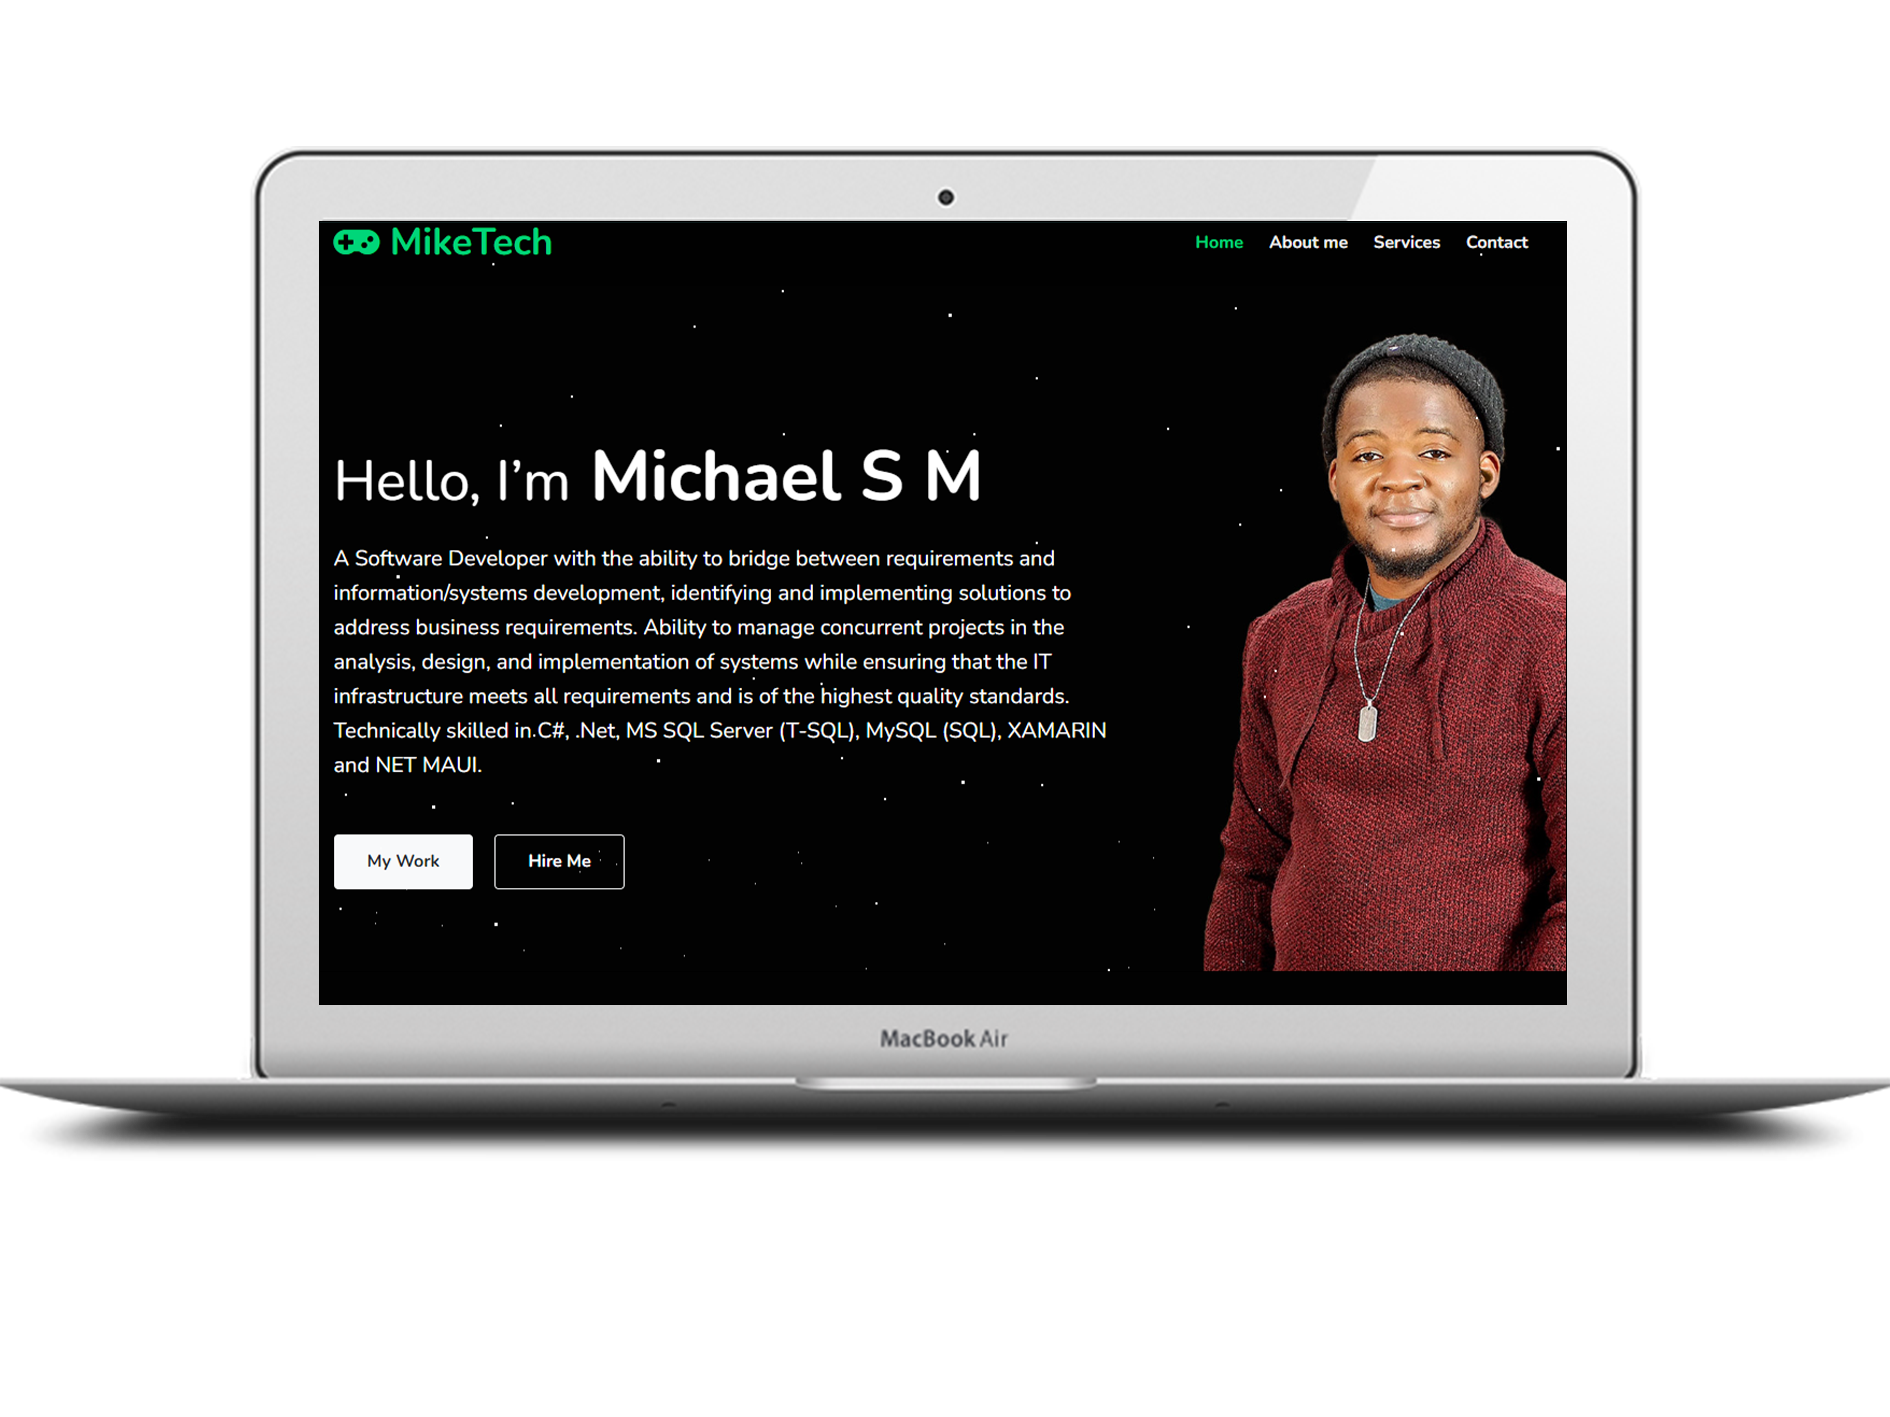 MikeTech
Home About me Services Contact
Hello, I’m Michael S M
A Software Developer with the ability to bridge between requirements and
information/systems development, identifying and implementing solutions to
address business requirements. Ability to manage concurrent projects in the
analysis, design, and implementation of systems while ensuring that the IT
infrastructure meets all requirements and is of the highest quality standards.
Technically skilled in C#, .Net, MS SQL Server (T-SQL), MySQL (SQL), XAMARIN
and NET MAUI.
My Work Hire Me
MacBook Air